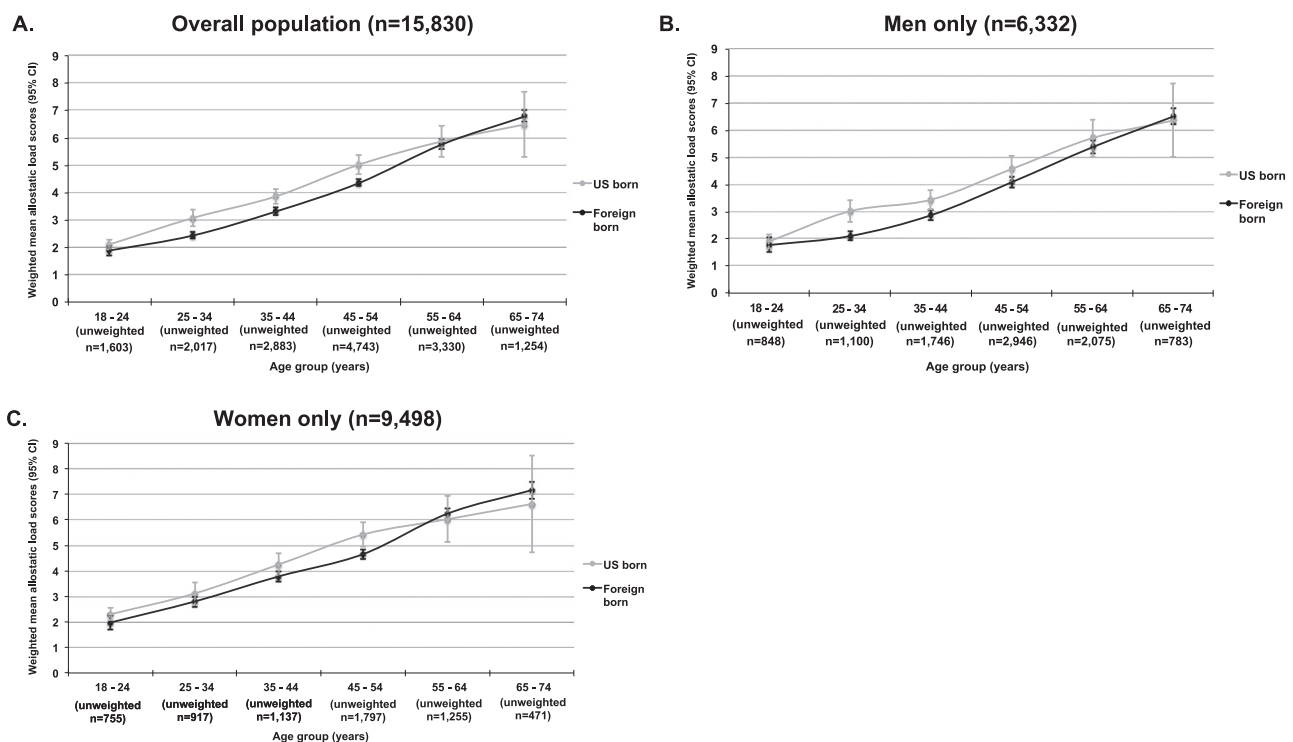 A.
Overall population (n=15,830)
Weighted mean allostatic load scores (95% CI)
9
8
7
6
5
4
3
2
1
0
18 - 24 25 - 34 35 - 44 45 - 54 55 - 64 65 - 74
(unweighted (unweighted (unweighted (unweighted (unweighted (unweighted
n=1,603) n=2,017) n=2,883) n=4,743) n=3,330) n=1,254)
Age group (years)
US born
Foreign
born
B.
Men only (n=6,332)
Weighted mean allostatic load scores (95% CI)
9
8
7
6
5
4
3
2
1
0
18 - 24 25 - 34 35 - 44 45 - 54 55 - 64 65 - 74
(unweighted (unweighted (unweighted (unweighted (unweighted (unweighted
n=848) n=1,100) n=1,746) n=2,946) n=2,075) n=783)
Age group (years)
US born
Foreign
born
C.
Women only (n=9,498)
Weighted mean allostatic load scores (95% CI)
9
8
7
6
5
4
3
2
1
0
18 - 24 25 - 34 35 - 44 45 - 54 55 - 64 65 - 74
(unweighted (unweighted (unweighted (unweighted (unweighted (unweighted
n=755) n=917) n=1,137) n=1,797) n=1,255) n=471)
Age group (years)
US born
Foreign
born